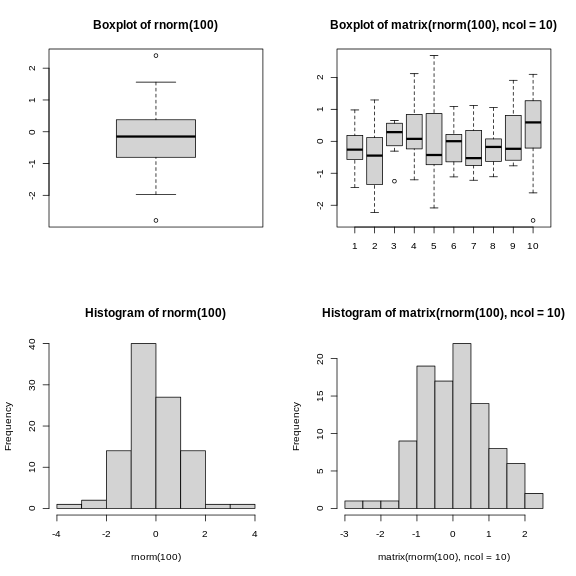 Boxplot of rnorm(100)
2
1
0
-1
-2
Boxplot of matrix(rnorm(100), ncol = 10)
2
1
0
-1
-2
1 2 3 4 5 6 7 8 9 10
Histogram of rnorm(100)
Frequency
40
30
20
10
0
-4 -2 0 2 4
rnorm(100)
Histogram of matrix(rnorm(100), ncol = 10)
Frequency
20
15
10
5
0
-3 -2 -1 0 1 2
matrix(rnorm(100), ncol = 10)